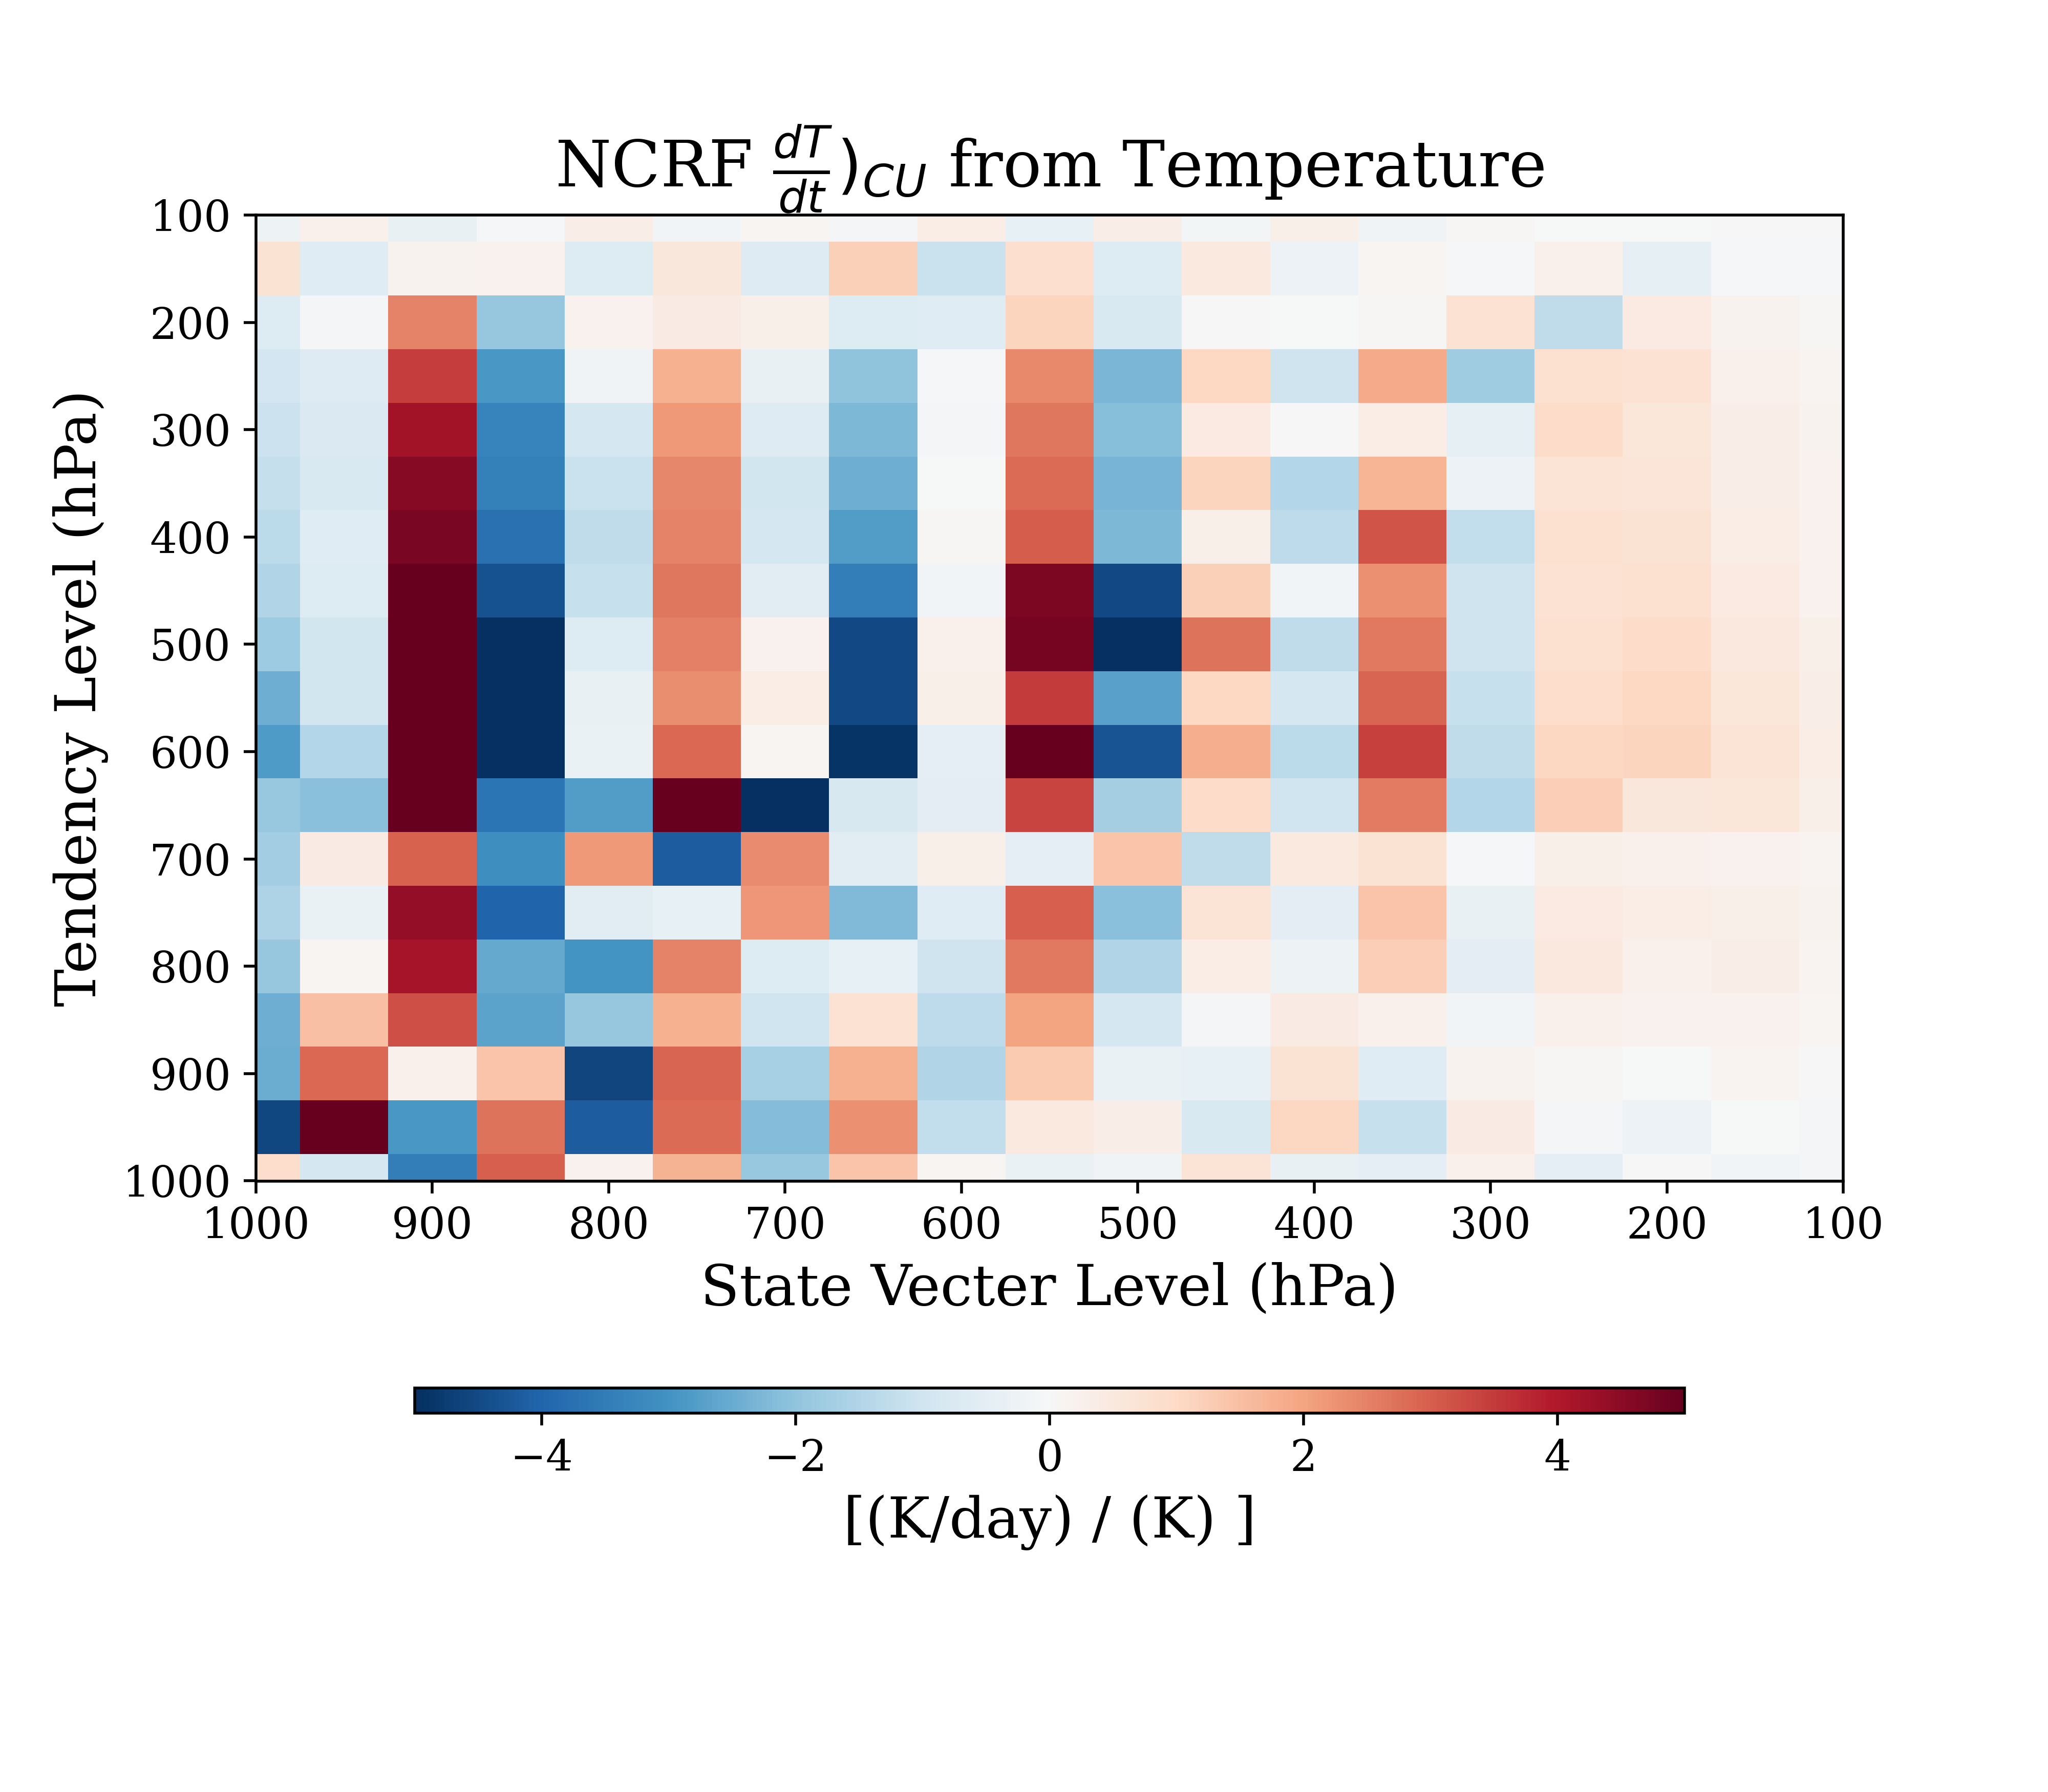 NCRF dT/dt)CU from Temperature
Tendency Level (hPa)
100
200
300
400
500
600
700
800
900
1000
1000 900 800 700 600 500 400 300 200 100
State Vecter Level (hPa)
−4 −2 0 2 4
[(K/day) / (K) ]